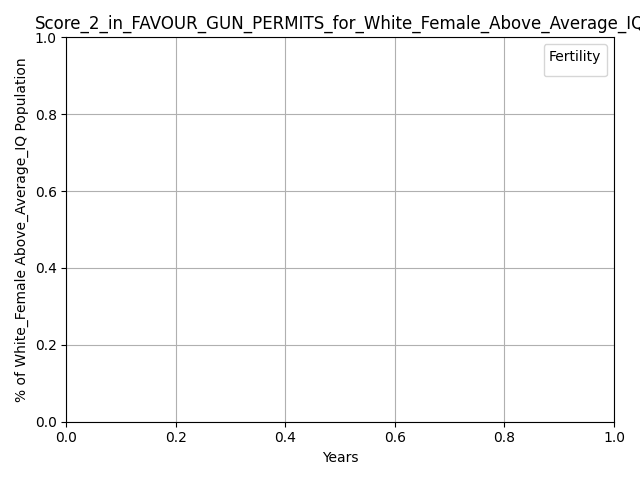 Score_2_in_FAVOUR_GUN_PERMITS_for_White_Female_Above_Average_IQ
Fertility
% of White_Female Above_Average_IQ Population
1.0
0.8
0.6
0.4
0.2
0.0
0.0 0.2 0.4 0.6 0.8 1.0
Years